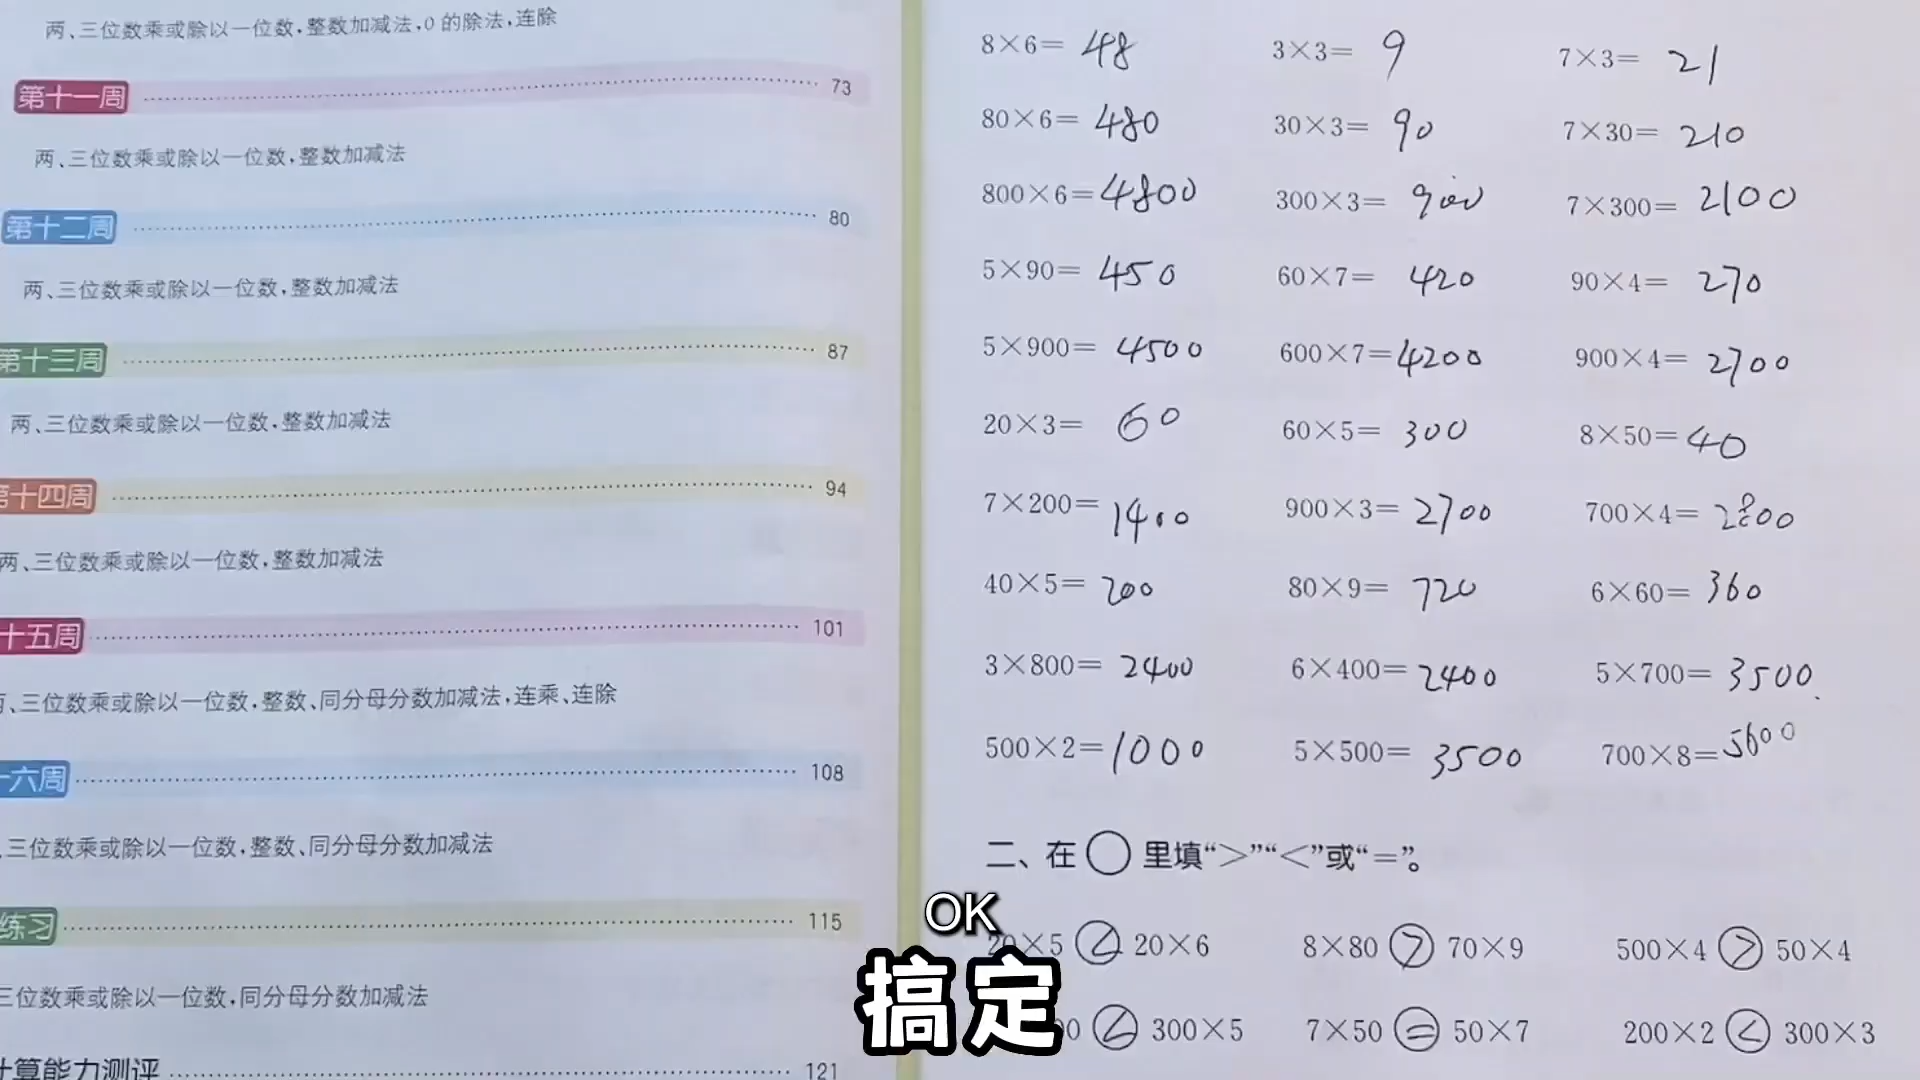 两、三位数乘或除以一位数,整数加减法,0的除法,连除
第十一周 73
两、三位数乘或除以一位数,整数加减法
第十二周 80
两、三位数乘或除以一位数,整数加减法
第十三周 87
两、三位数乘或除以一位数,整数加减法
第十四周 94
两、三位数乘或除以一位数,整数加减法
十五周 101
、三位数乘或除以一位数,整数、同分母分数加减法,连乘、连除
十六周 108
、三位数乘或除以一位数,整数、同分母分数加减法
练习 115
三位数乘或除以一位数,同分母分数加减法
计算能力测评 121
8×6= 48 3×3= 9 7×3= 21
80×6= 480 30×3= 90 7×30= 210
800×6= 4800 300×3= 900 7×300= 2100
5×90= 450 60×7= 420 90×4= 270
5×900= 4500 600×7= 4200 900×4= 2700
20×3= 60 60×5= 300 8×50= 40
7×200= 1400 900×3= 2700 700×4= 2800
40×5= 200 80×9= 720 6×60= 360
3×800= 2400 6×400= 2400 5×700= 3500
500×2= 1000 5×500= 3500 700×8= 5600
二、在○里填“>”“<”或“=”。
20×5 < 20×6 8×80 > 70×9 500×4 > 50×4
00 < 300×5 7×50 = 50×7 200×2 < 300×3
OK
搞定